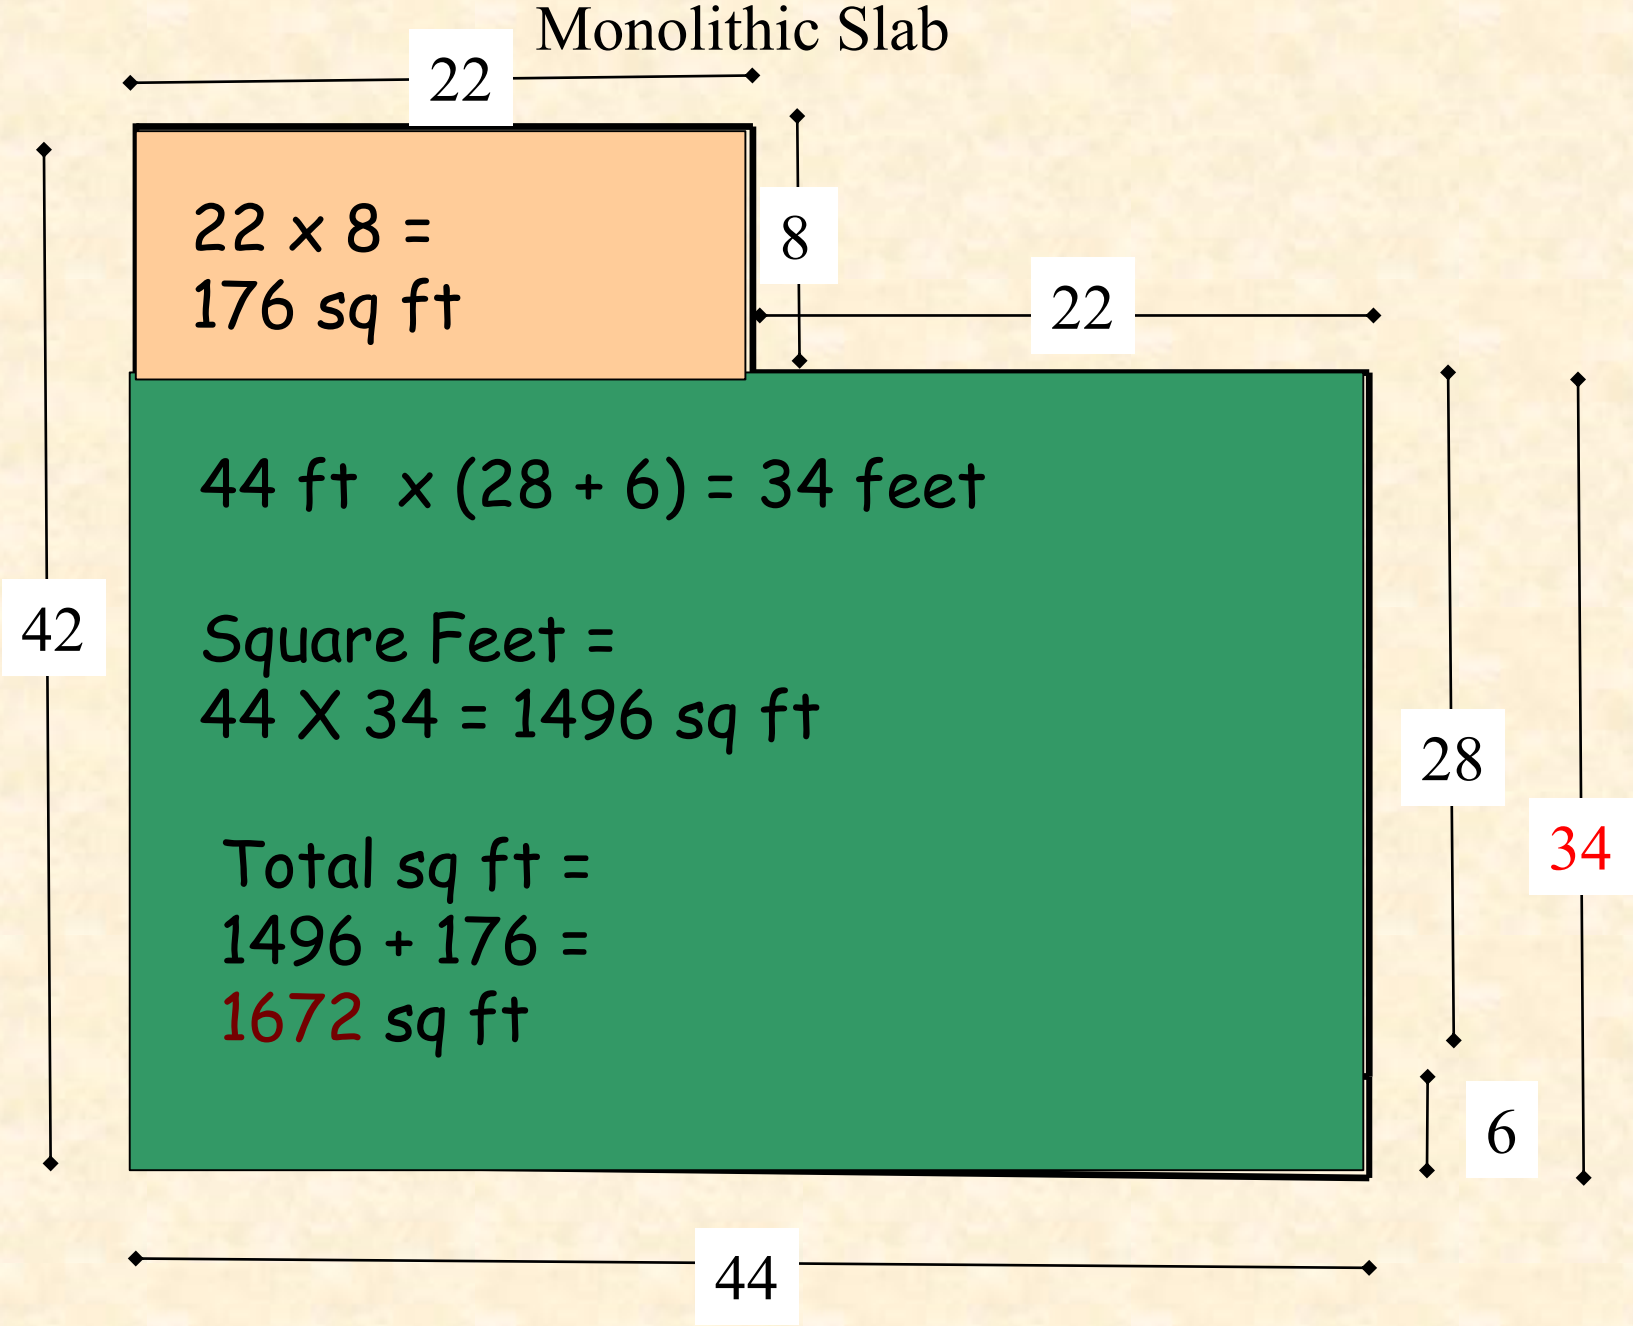 Monolithic Slab
22
22 x 8 =
176 sq ft
8
22
44 ft x (28 + 6) = 34 feet
Square Feet =
44 X 34 = 1496 sq ft
42
28
34
Total sq ft =
1496 + 176 =
1672 sq ft
6
44